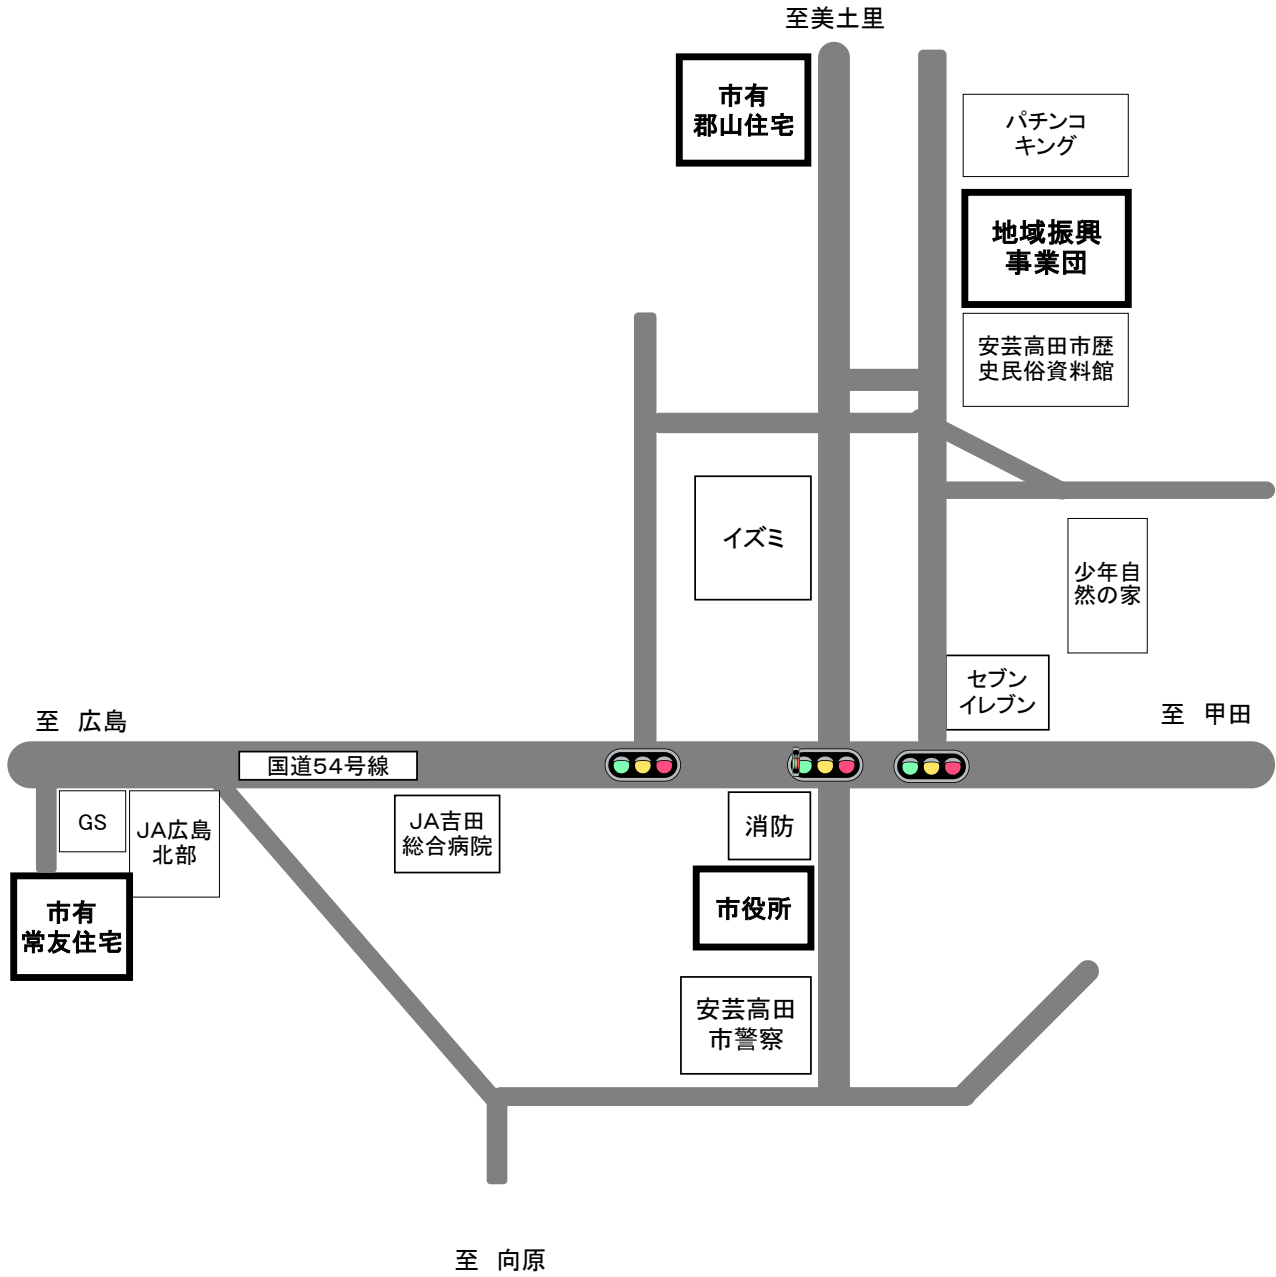 至美土里
市有
郡山住宅
パチンコ
キング
地域振興
事業団
安芸高田市歴
史民俗資料館
イズミ
少年自
然の家
セブン
イレブン
至　広島
至　甲田
国道54号線
GS
JA広島
北部
JA吉田
総合病院
消防
市有
常友住宅
市役所
安芸高田
市警察
至　向原